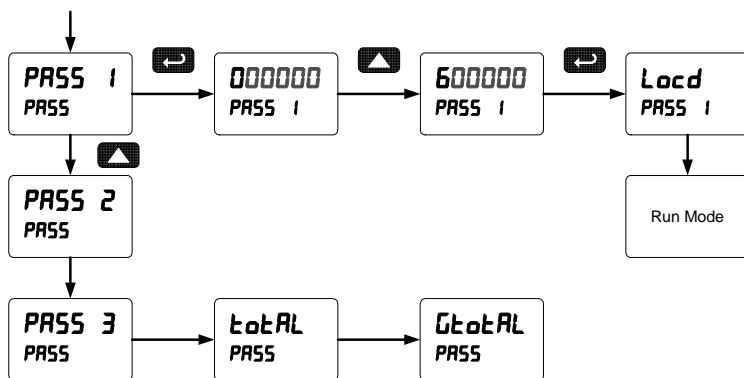 PASS 1
PASS
000000
PASS 1
600000
PASS 1
Locd
PASS 1
PASS 2
PASS
Run Mode
PASS 3
PASS
totAL
PASS
GtotAL
PASS